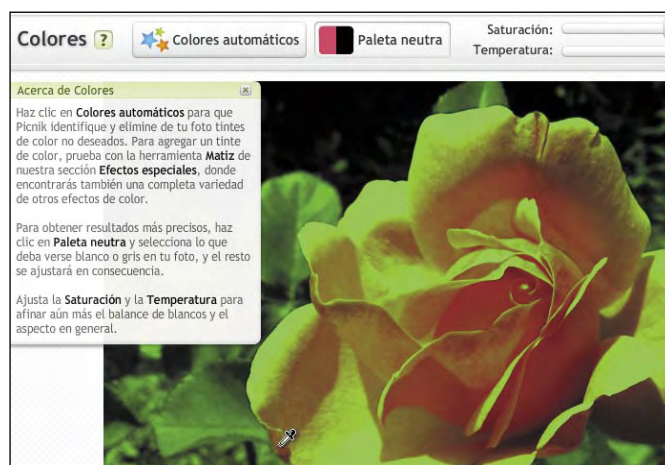 Colores ?
Colores automáticos
Paleta neutra
Saturación:
Temperatura:
Acerca de Colores
Haz clic en Colores automáticos para que
Picnik identifique y elimine de tu foto tintes
de color no deseados. Para agregar un tinte
de color, prueba con la herramienta Matiz de
nuestra sección Efectos especiales, donde
encontrarás también una completa variedad
de otros efectos de color.
Para obtener resultados más precisos, haz
clic en Paleta neutra y selecciona lo que
deba verse blanco o gris en tu foto, y el resto
se ajustará en consecuencia.
Ajusta la Saturación y la Temperatura para
afinar aún más el balance de blancos y el
aspecto en general.